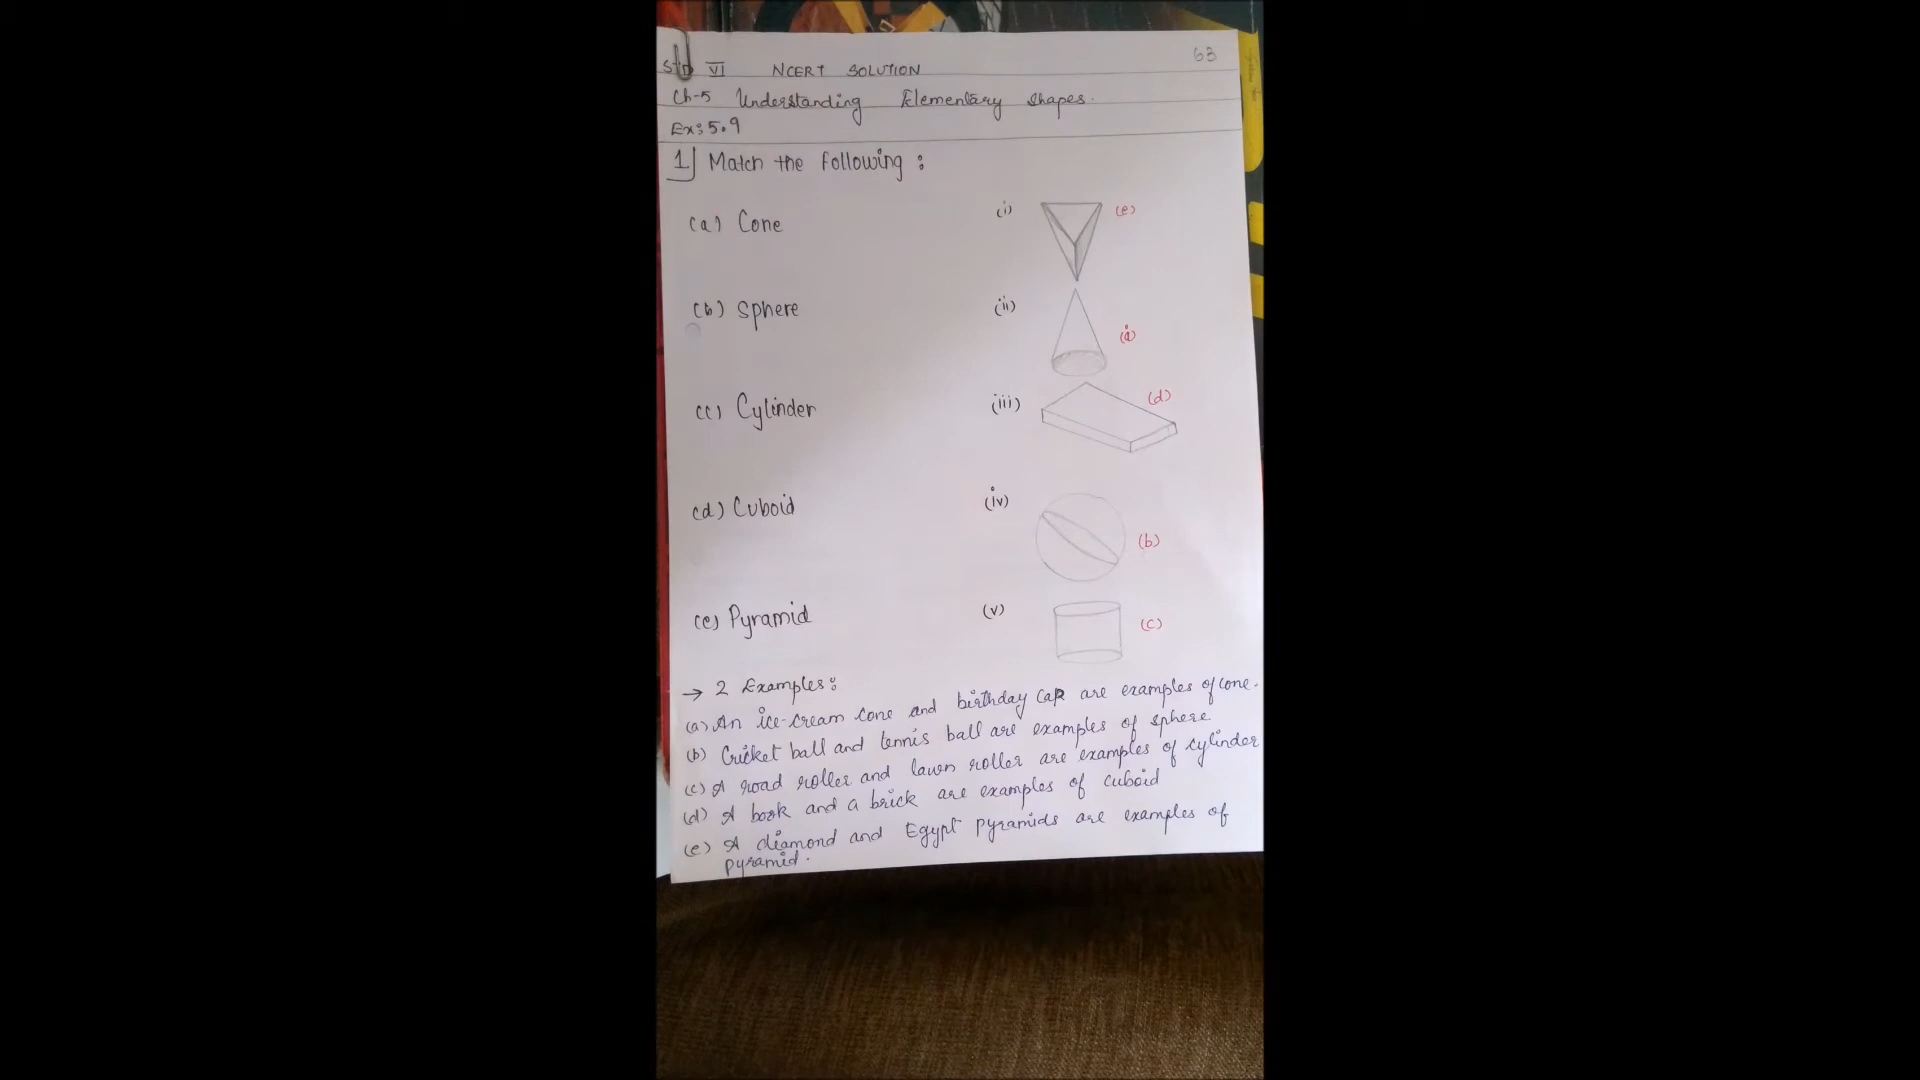 63
Std VI NCERT SOLUTION
Ch-5 Understanding Elementary Shapes.
Ex: 5.9
1 Match the following :
(a) Cone (i) (e)
(b) Sphere (ii) (a)
(c) Cylinder (iii) (d)
(d) Cuboid (iv) (b)
(e) Pyramid (v) (c)
→ 2 Examples:
(a) An ice-cream cone and birthday cap are examples of cone.
(b) Cricket ball and tennis ball are examples of sphere
(c) A road roller and lawn roller are examples of cylinder
(d) A book and a brick are examples of cuboid
(e) A diamond and Egypt pyramids are examples of
pyramid.